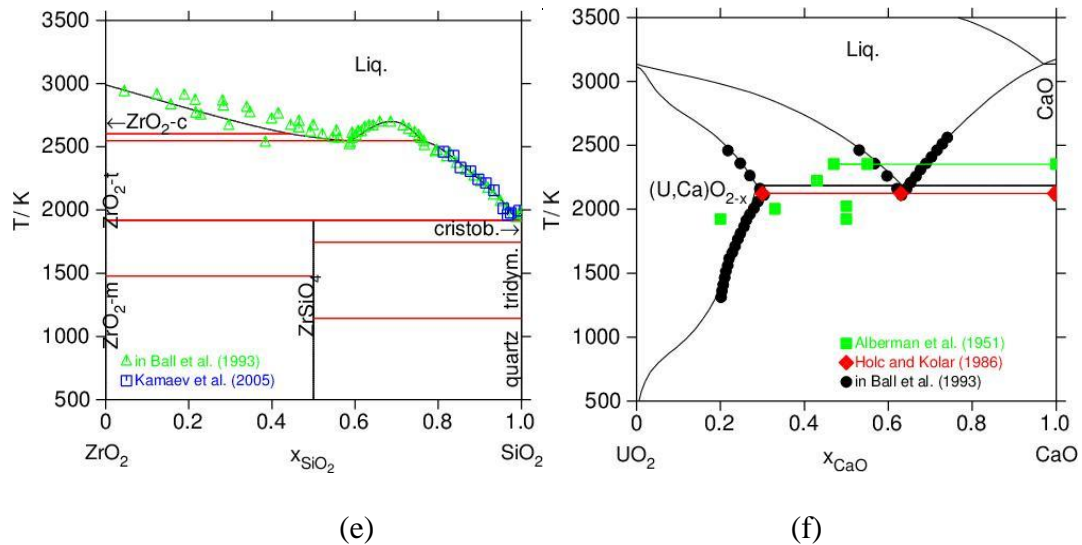 3500
3000
2500
2000
1500
1000
500
T/ K
Liq.
←ZrO₂-c
ZrO₂-t
ZrO₂-m
ZrSiO₄
cristob.→
tridym.
quartz
in Ball et al. (1993)
Kamaev et al. (2005)
0 0.2 0.4 0.6 0.8 1.0
ZrO₂ x_SiO₂ SiO₂
(e)
3500
3000
2500
2000
1500
1000
500
T/ K
Liq.
CaO
(U,Ca)O₂₋ₓ
Alberman et al. (1951)
Holc and Kolar (1986)
in Ball et al. (1993)
0 0.2 0.4 0.6 0.8 1.0
UO₂ x_CaO CaO
(f)